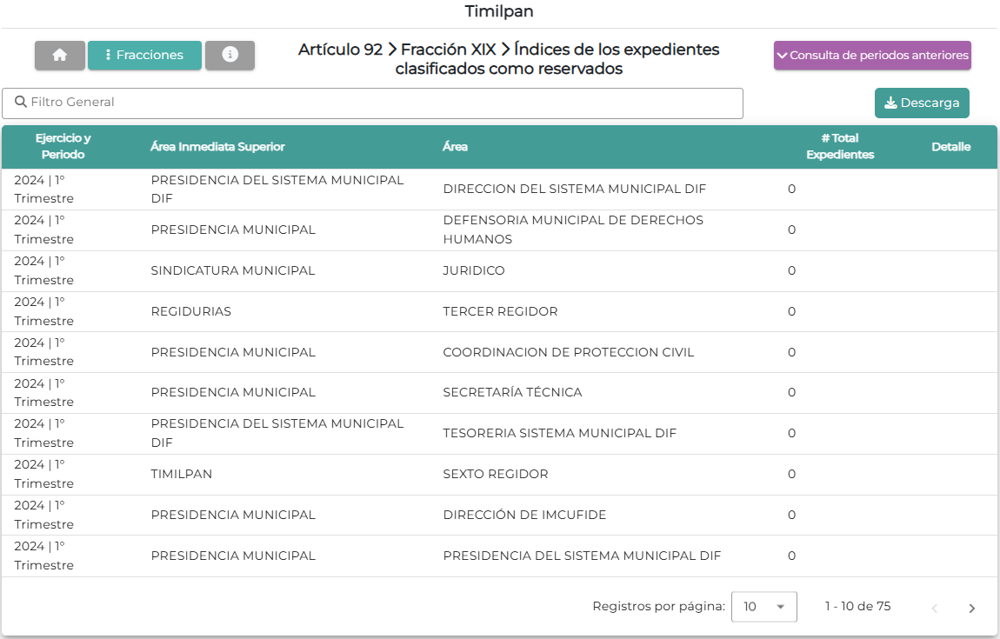 Timilpan
Fracciones
Artículo 92 > Fracción XIX > Índices de los expedientes
clasificados como reservados
Consulta de periodos anteriores
Filtro General
Descarga
Ejercicio y
Periodo
Área Inmediata Superior
Área
# Total
Expedientes
Detalle
2024 | 1°
Trimestre
PRESIDENCIA DEL SISTEMA MUNICIPAL
DIF
DIRECCION DEL SISTEMA MUNICIPAL DIF
0
2024 | 1°
Trimestre
PRESIDENCIA MUNICIPAL
DEFENSORIA MUNICIPAL DE DERECHOS
HUMANOS
0
2024 | 1°
Trimestre
SINDICATURA MUNICIPAL
JURIDICO
0
2024 | 1°
Trimestre
REGIDURIAS
TERCER REGIDOR
0
2024 | 1°
Trimestre
PRESIDENCIA MUNICIPAL
COORDINACION DE PROTECCION CIVIL
0
2024 | 1°
Trimestre
PRESIDENCIA MUNICIPAL
SECRETARÍA TÉCNICA
0
2024 | 1°
Trimestre
PRESIDENCIA DEL SISTEMA MUNICIPAL
DIF
TESORERIA SISTEMA MUNICIPAL DIF
0
2024 | 1°
Trimestre
TIMILPAN
SEXTO REGIDOR
0
2024 | 1°
Trimestre
PRESIDENCIA MUNICIPAL
DIRECCIÓN DE IMCUFIDE
0
2024 | 1°
Trimestre
PRESIDENCIA MUNICIPAL
PRESIDENCIA DEL SISTEMA MUNICIPAL DIF
0
Registros por página:
10
1 - 10 de 75